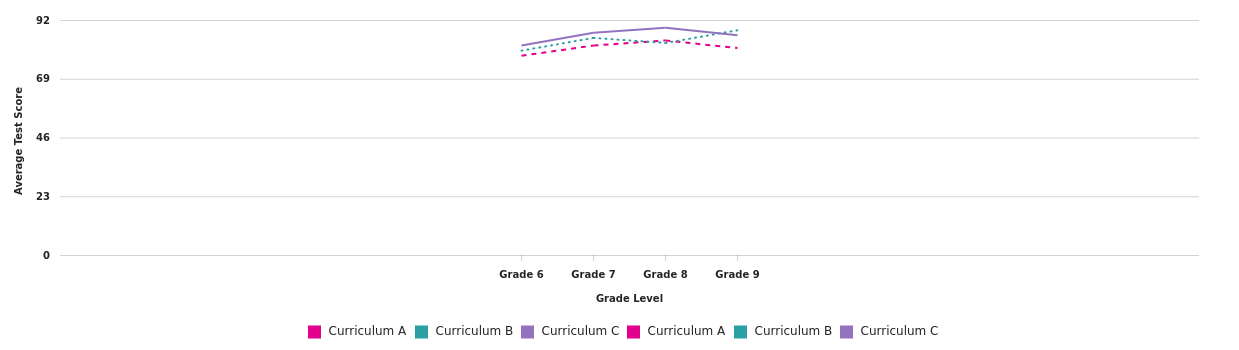 92
69
46
23
0
Average Test Score
Grade 6 Grade 7 Grade 8 Grade 9
Grade Level
Curriculum A Curriculum B Curriculum C Curriculum A Curriculum B Curriculum C